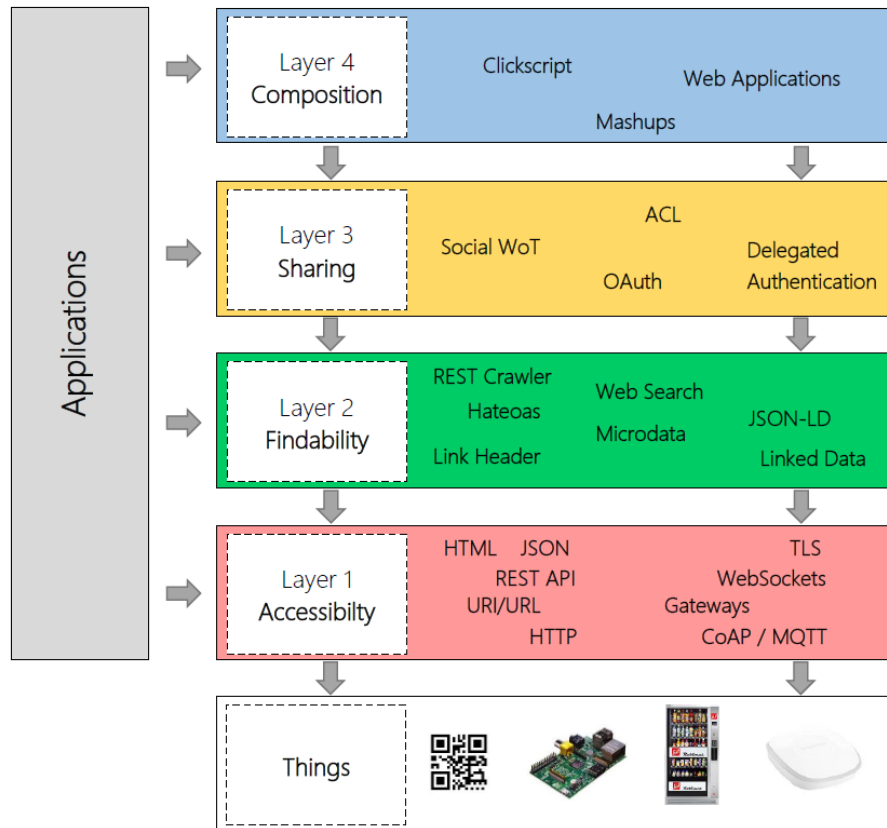 Applications
Layer 4
Composition
Clickscript
Web Applications
Mashups
Layer 3
Sharing
ACL
Social WoT
Delegated
Authentication
OAuth
Layer 2
Findability
REST Crawler
Web Search
Hateoas
JSON-LD
Microdata
Link Header
Linked Data
Layer 1
Accessibilty
HTML JSON
TLS
REST API
WebSockets
URI/URL
Gateways
HTTP
CoAP / MQTT
Things